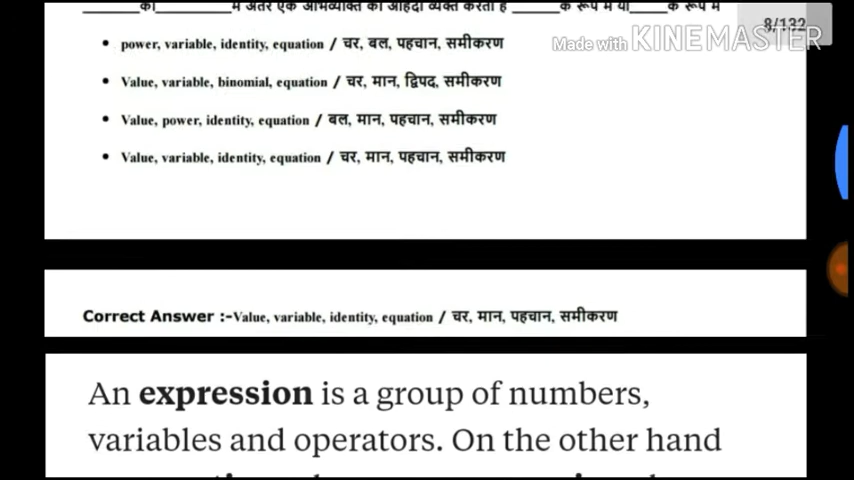 8/132
Made with KINEMASTER
• power, variable, identity, equation / चर, बल, पहचान, समीकरण
• Value, variable, binomial, equation / चर, मान, द्विपद, समीकरण
• Value, power, identity, equation / बल, मान, पहचान, समीकरण
• Value, variable, identity, equation / चर, मान, पहचान, समीकरण
Correct Answer :-Value, variable, identity, equation / चर, मान, पहचान, समीकरण
An expression is a group of numbers,
variables and operators. On the other hand